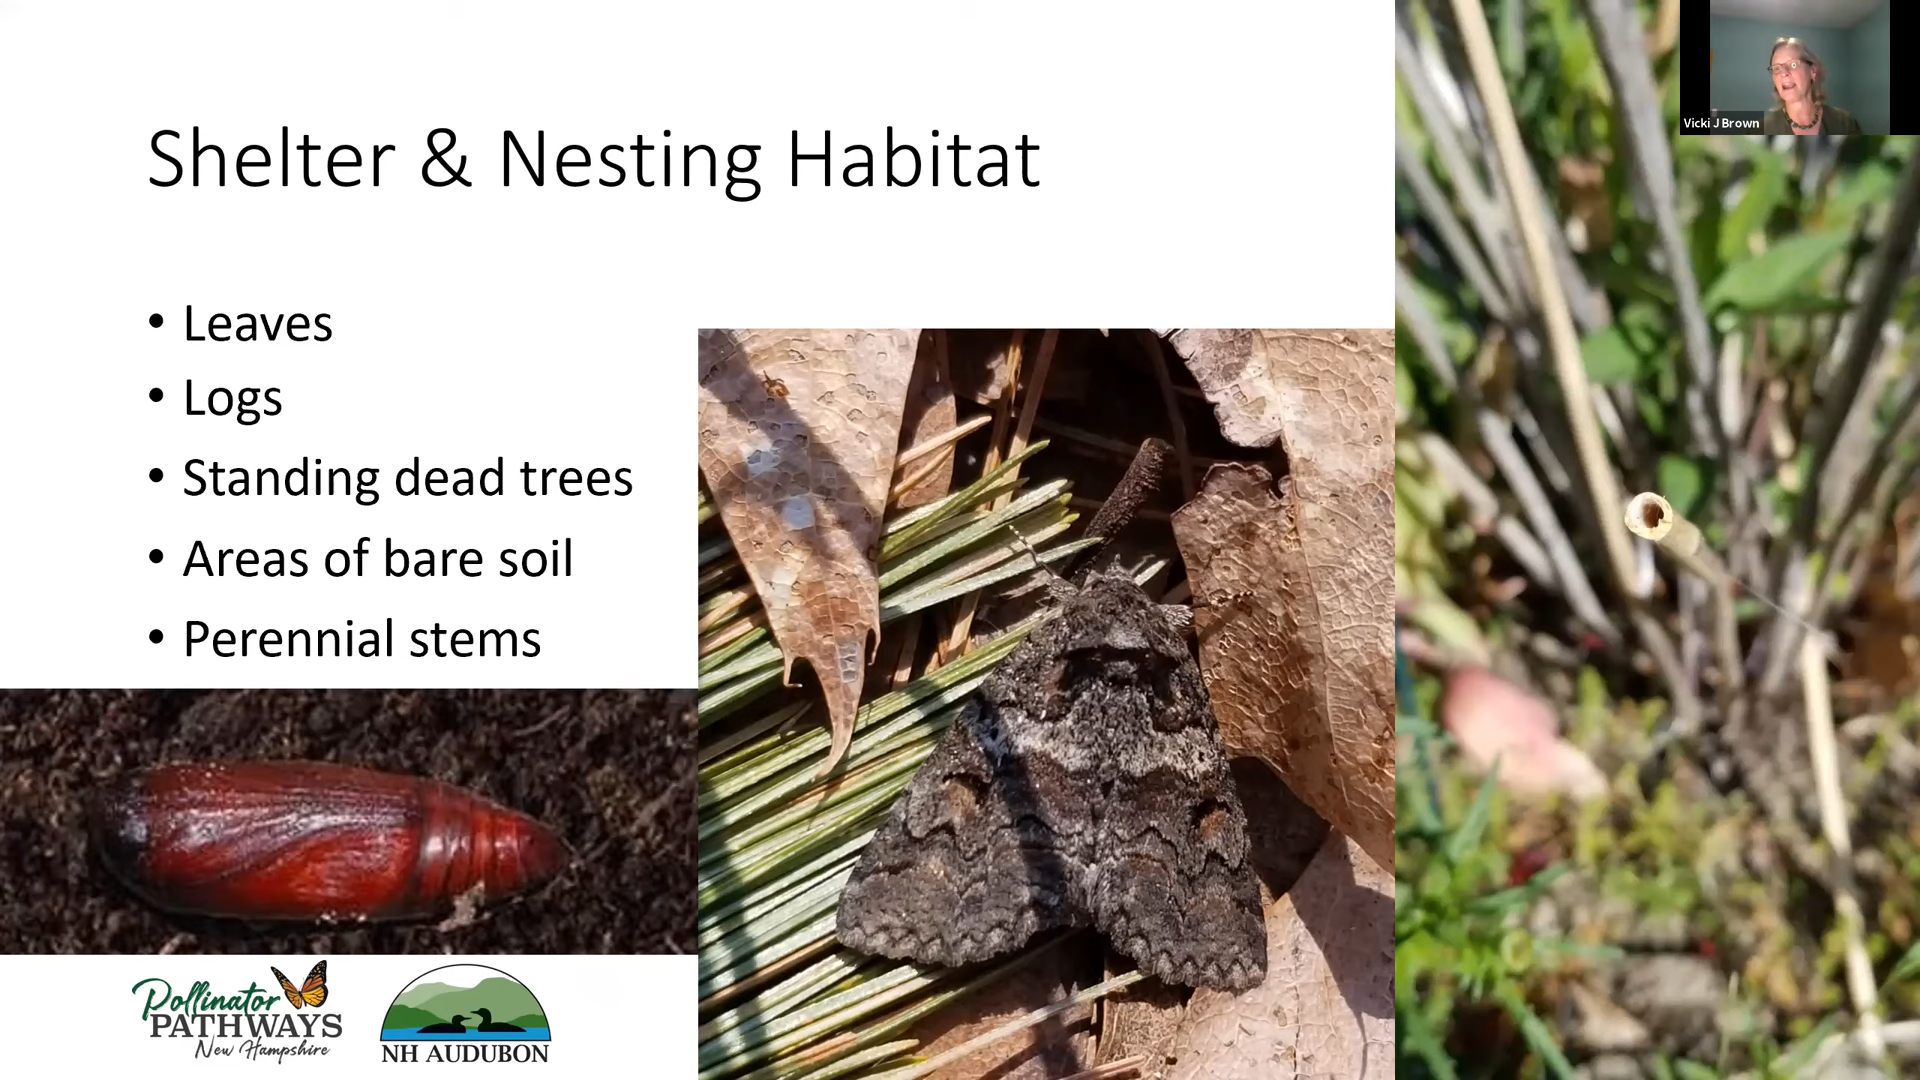 Shelter & Nesting Habitat
• Leaves
• Logs
• Standing dead trees
• Areas of bare soil
• Perennial stems
Pollinator
PATHWAYS
New Hampshire
NH AUDUBON
Vicki J Brown